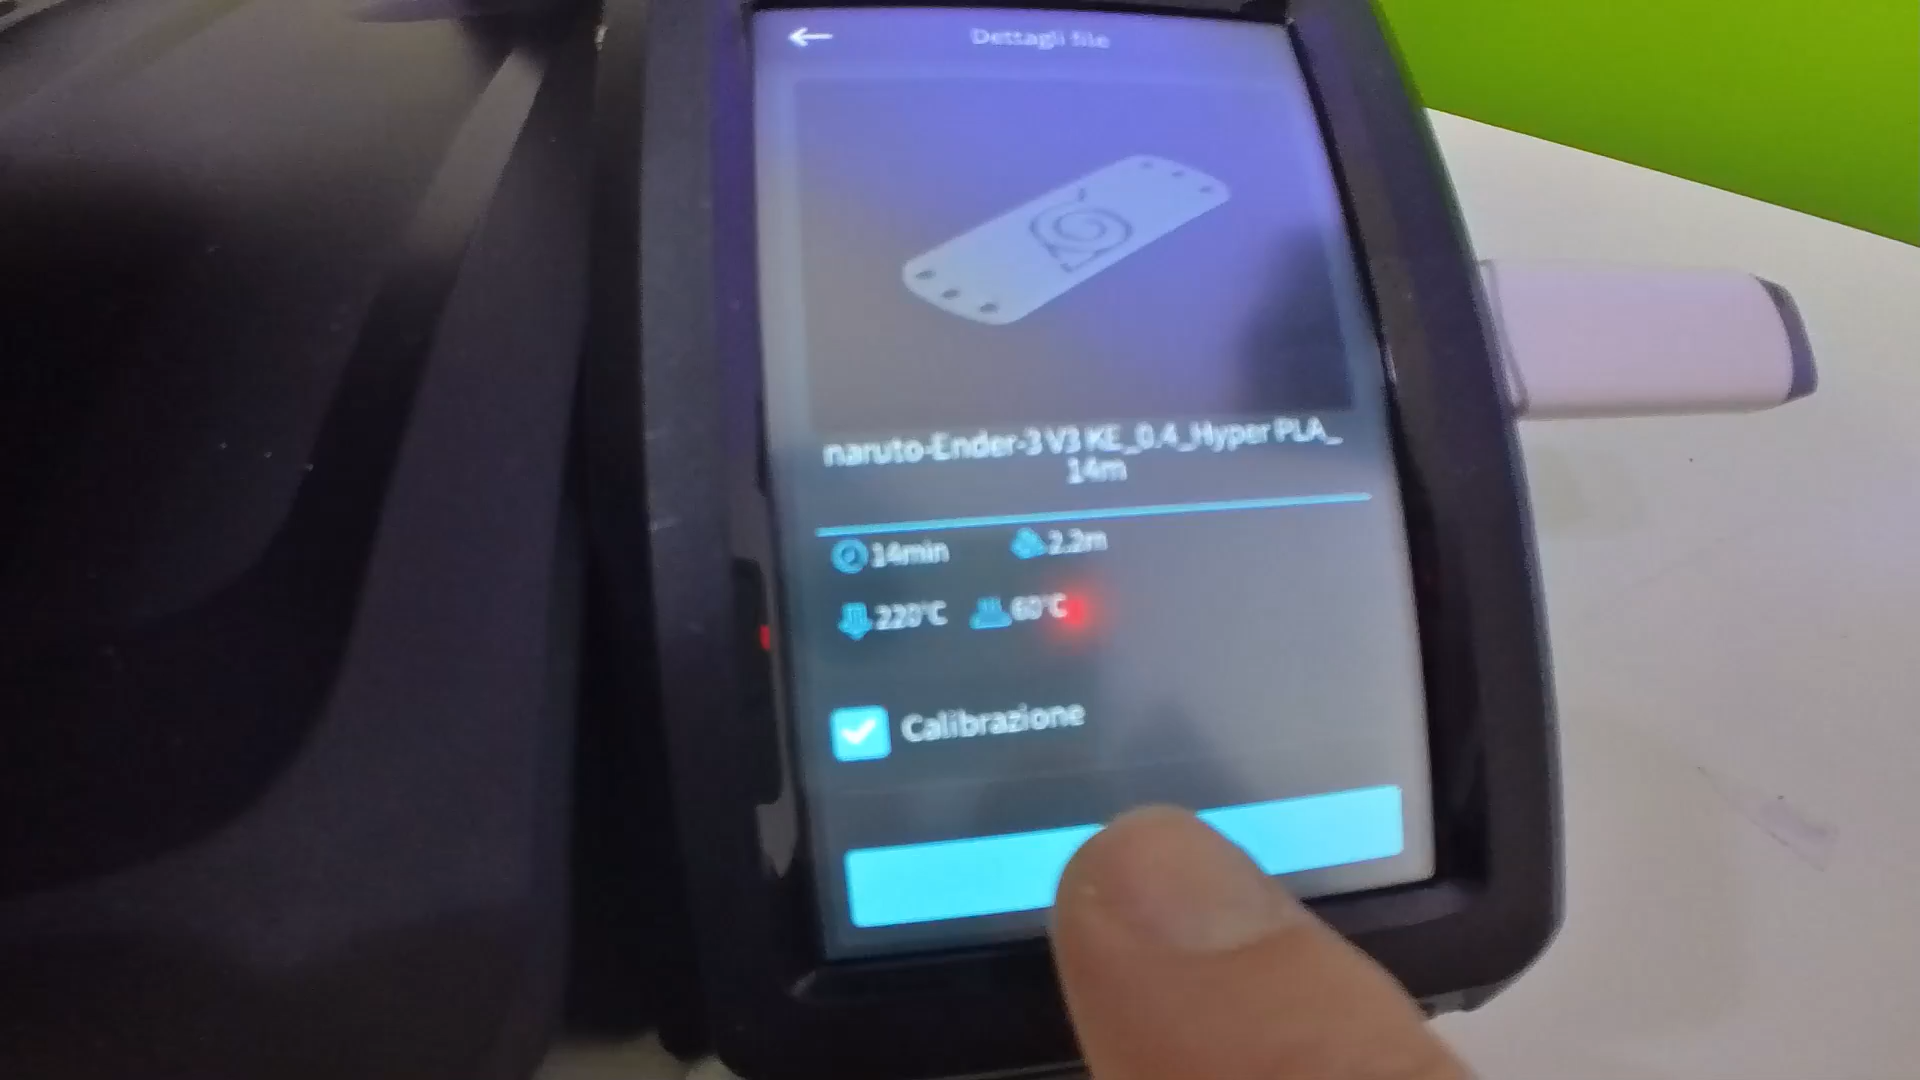 Dettagli file
naruto-Ender-3 V3 KE_0.4_Hyper PLA_
14m
14min
2.2m
220°C
60°C
Calibrazione